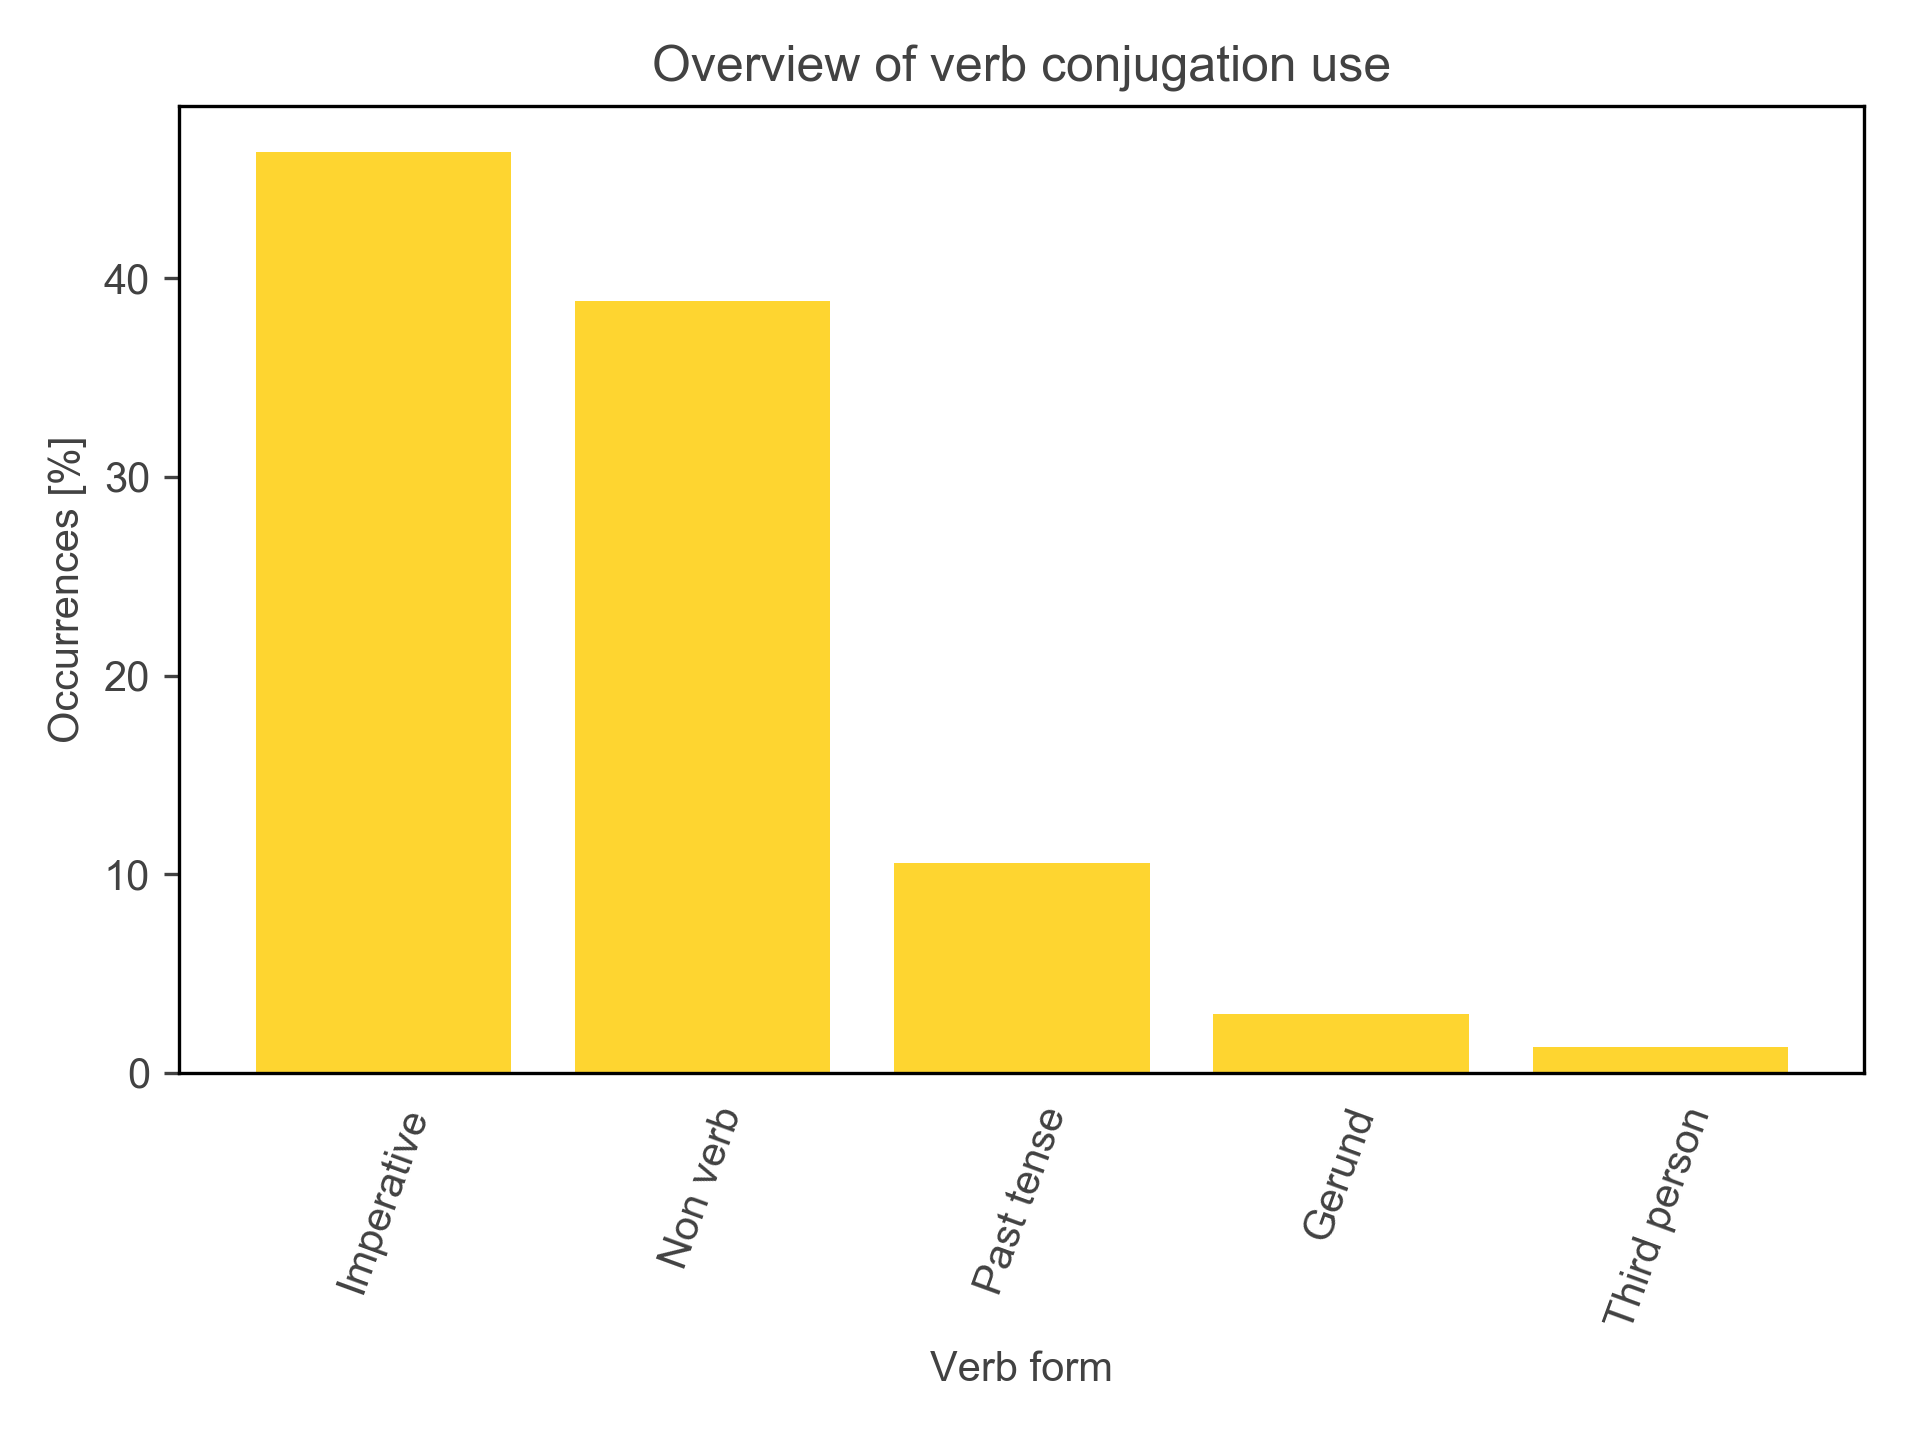 Overview of verb conjugation use
Occurrences [%]
40
30
20
10
0
Imperative
Non verb
Past tense
Gerund
Third person
Verb form